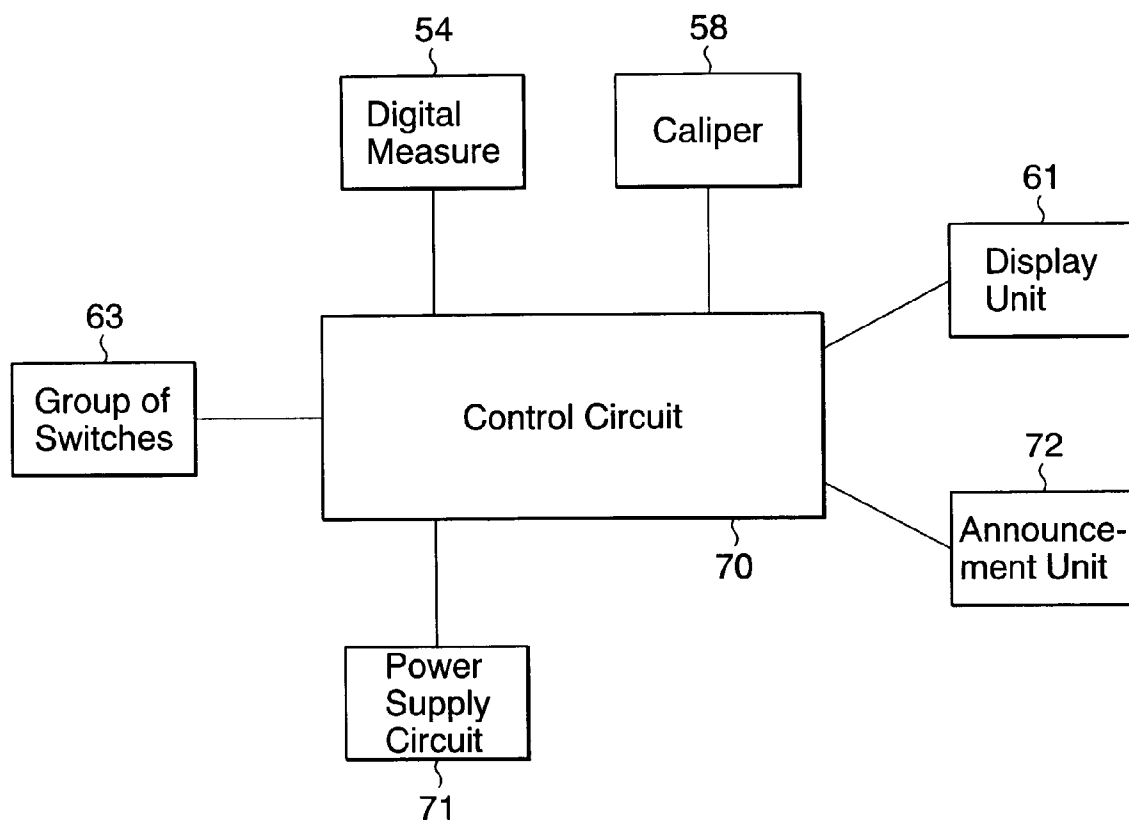 54
Digital
Measure
58
Caliper
61
Display
Unit
63
Group of
Switches
Control Circuit
70
72
Announce-
ment Unit
Power
Supply
Circuit
71